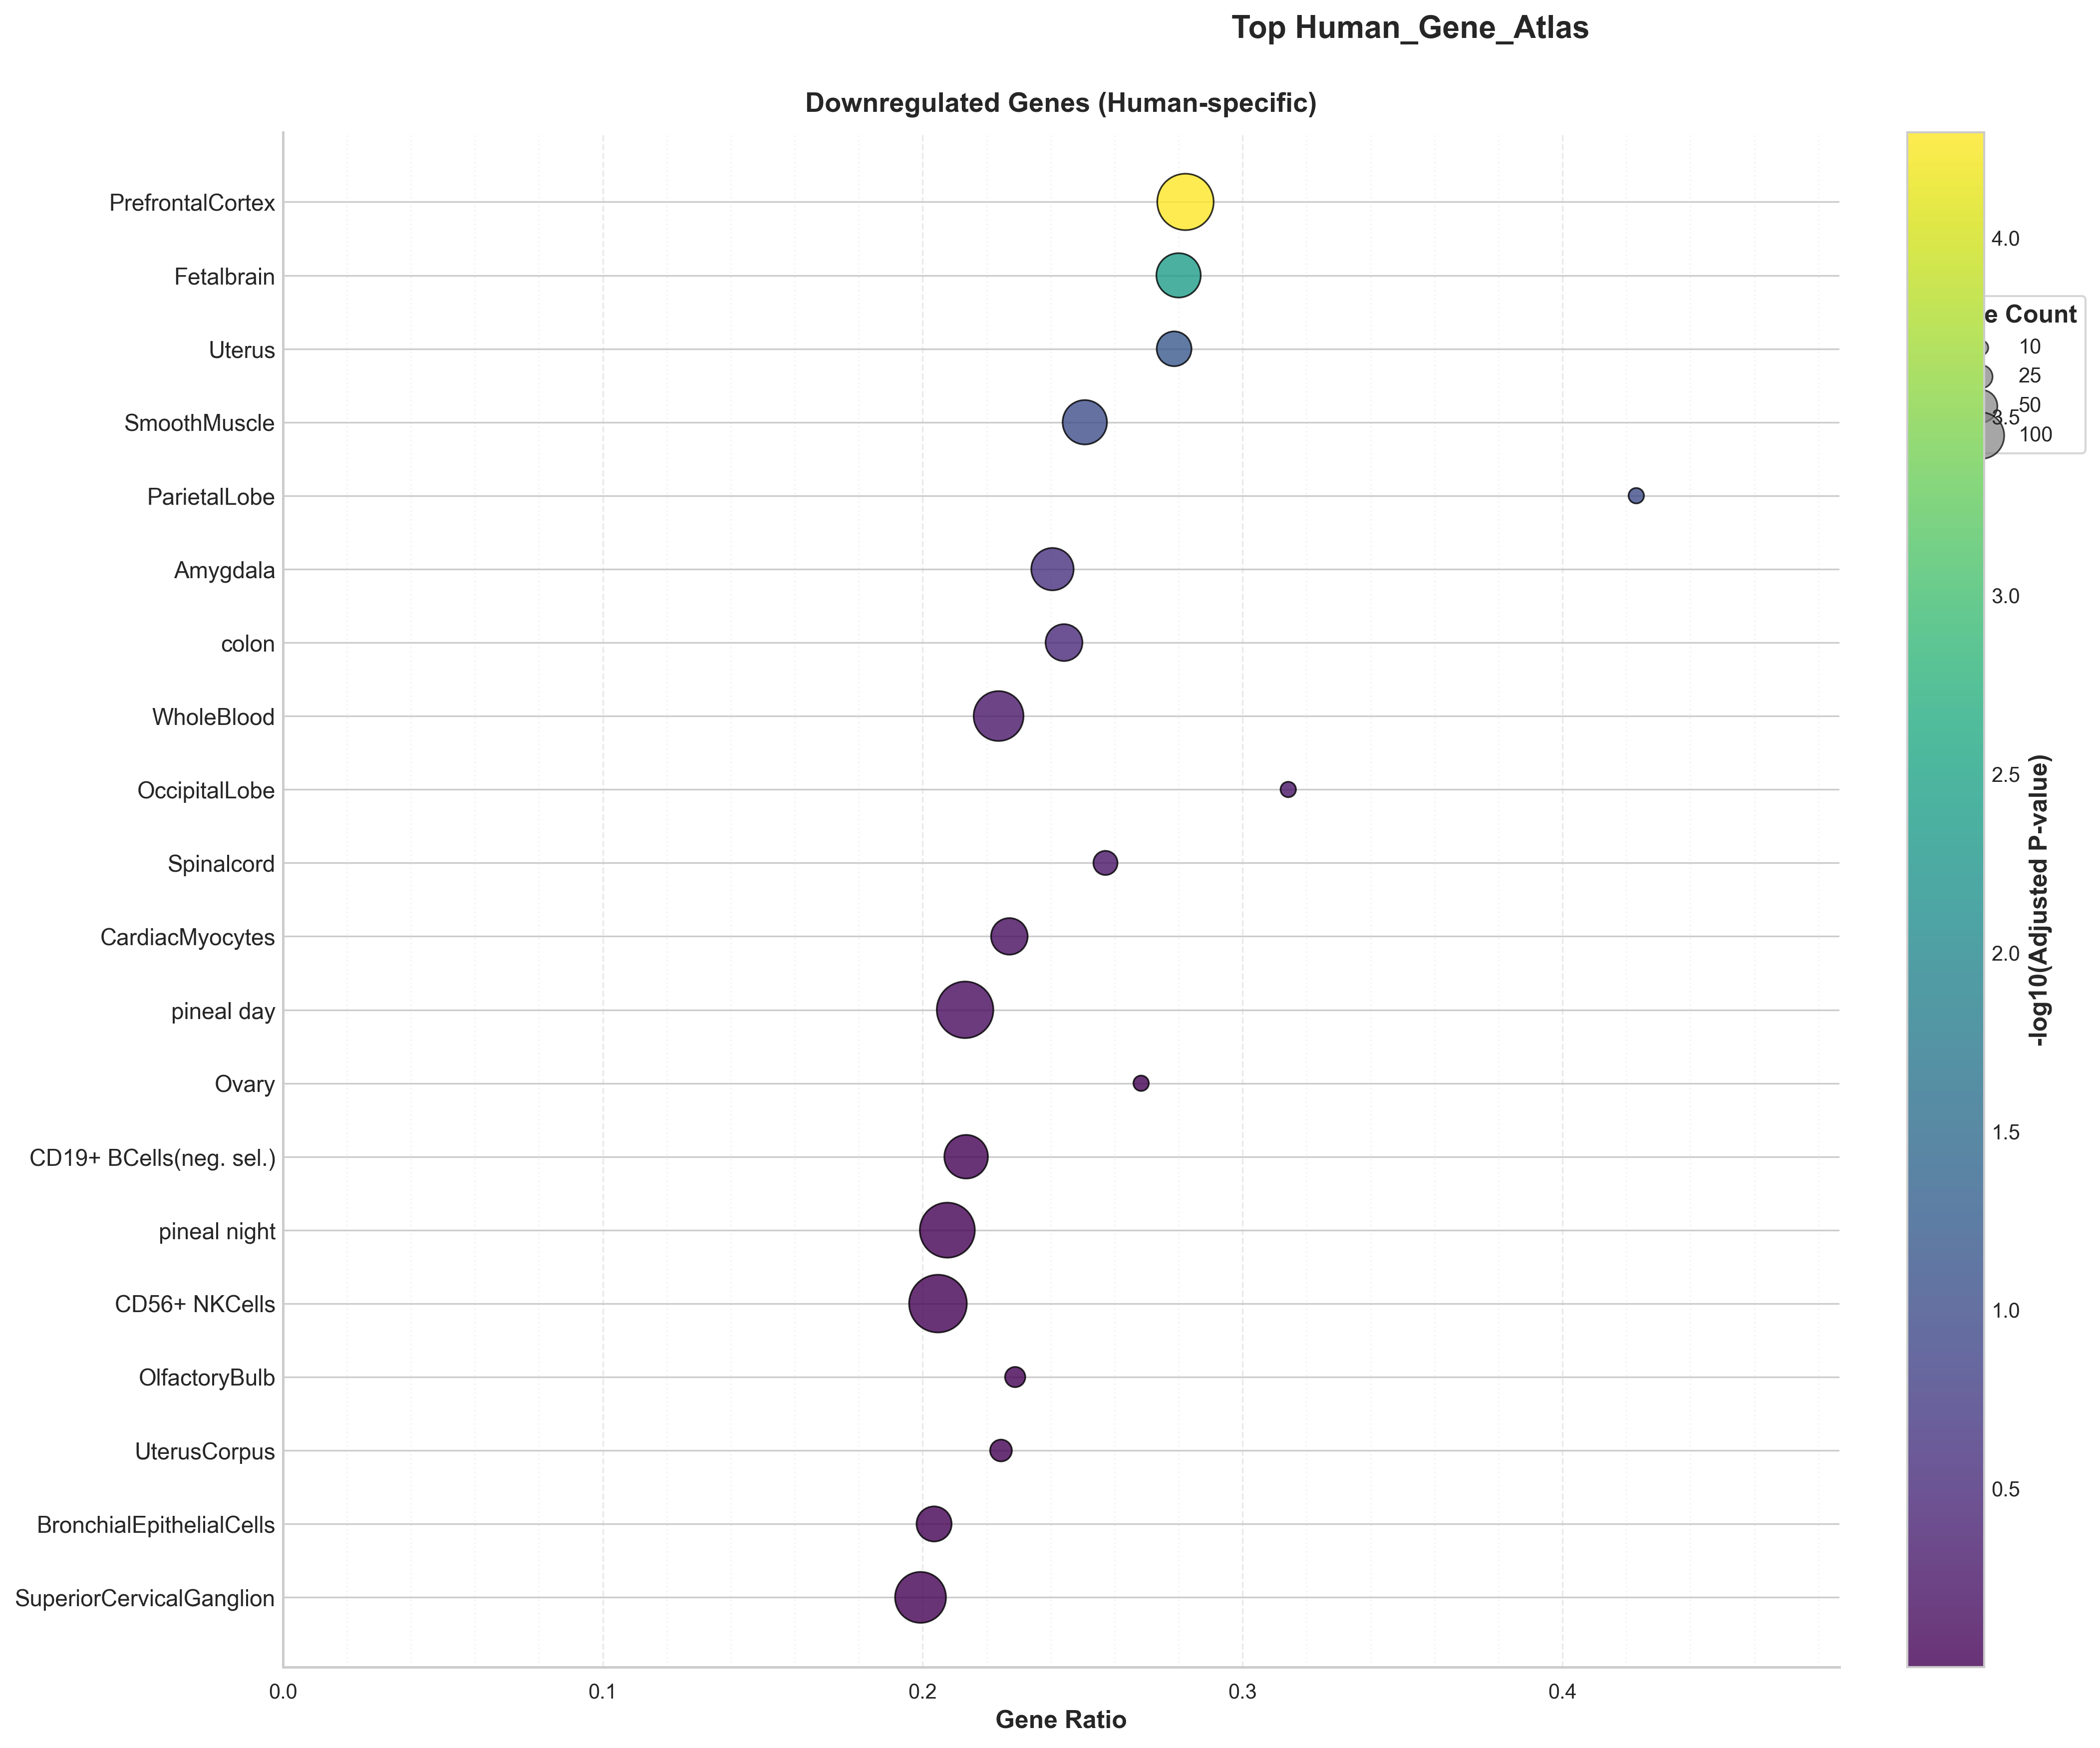 Top Human_Gene_Atlas
Downregulated Genes (Human-specific)
PrefrontalCortex
Fetalbrain
Uterus
SmoothMuscle
ParietalLobe
Amygdala
colon
WholeBlood
OccipitalLobe
Spinalcord
CardiacMyocytes
pineal day
Ovary
CD19+ BCells(neg. sel.)
pineal night
CD56+ NKCells
OlfactoryBulb
UterusCorpus
BronchialEpithelialCells
SuperiorCervicalGanglion
0.0
0.1
0.2
0.3
0.4
Gene Ratio
4.0
3.5
3.0
2.5
2.0
1.5
1.0
0.5
-log10(Adjusted P-value)
e Count
10
25
50
100